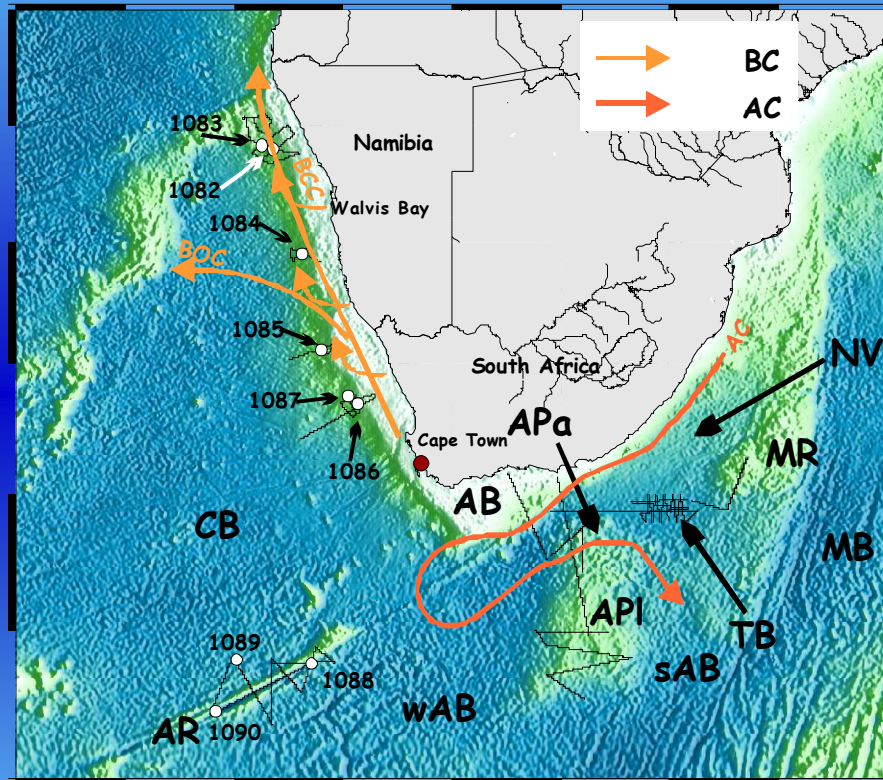 BC
AC
1083
Namibia
1082
BCC
Walvis Bay
1084
BOC
1085
AC
NV
South Africa
1087
APa
Cape Town
MR
1086
AB
CB
MB
APl
TB
1089
sAB
1088
wAB
AR
1090